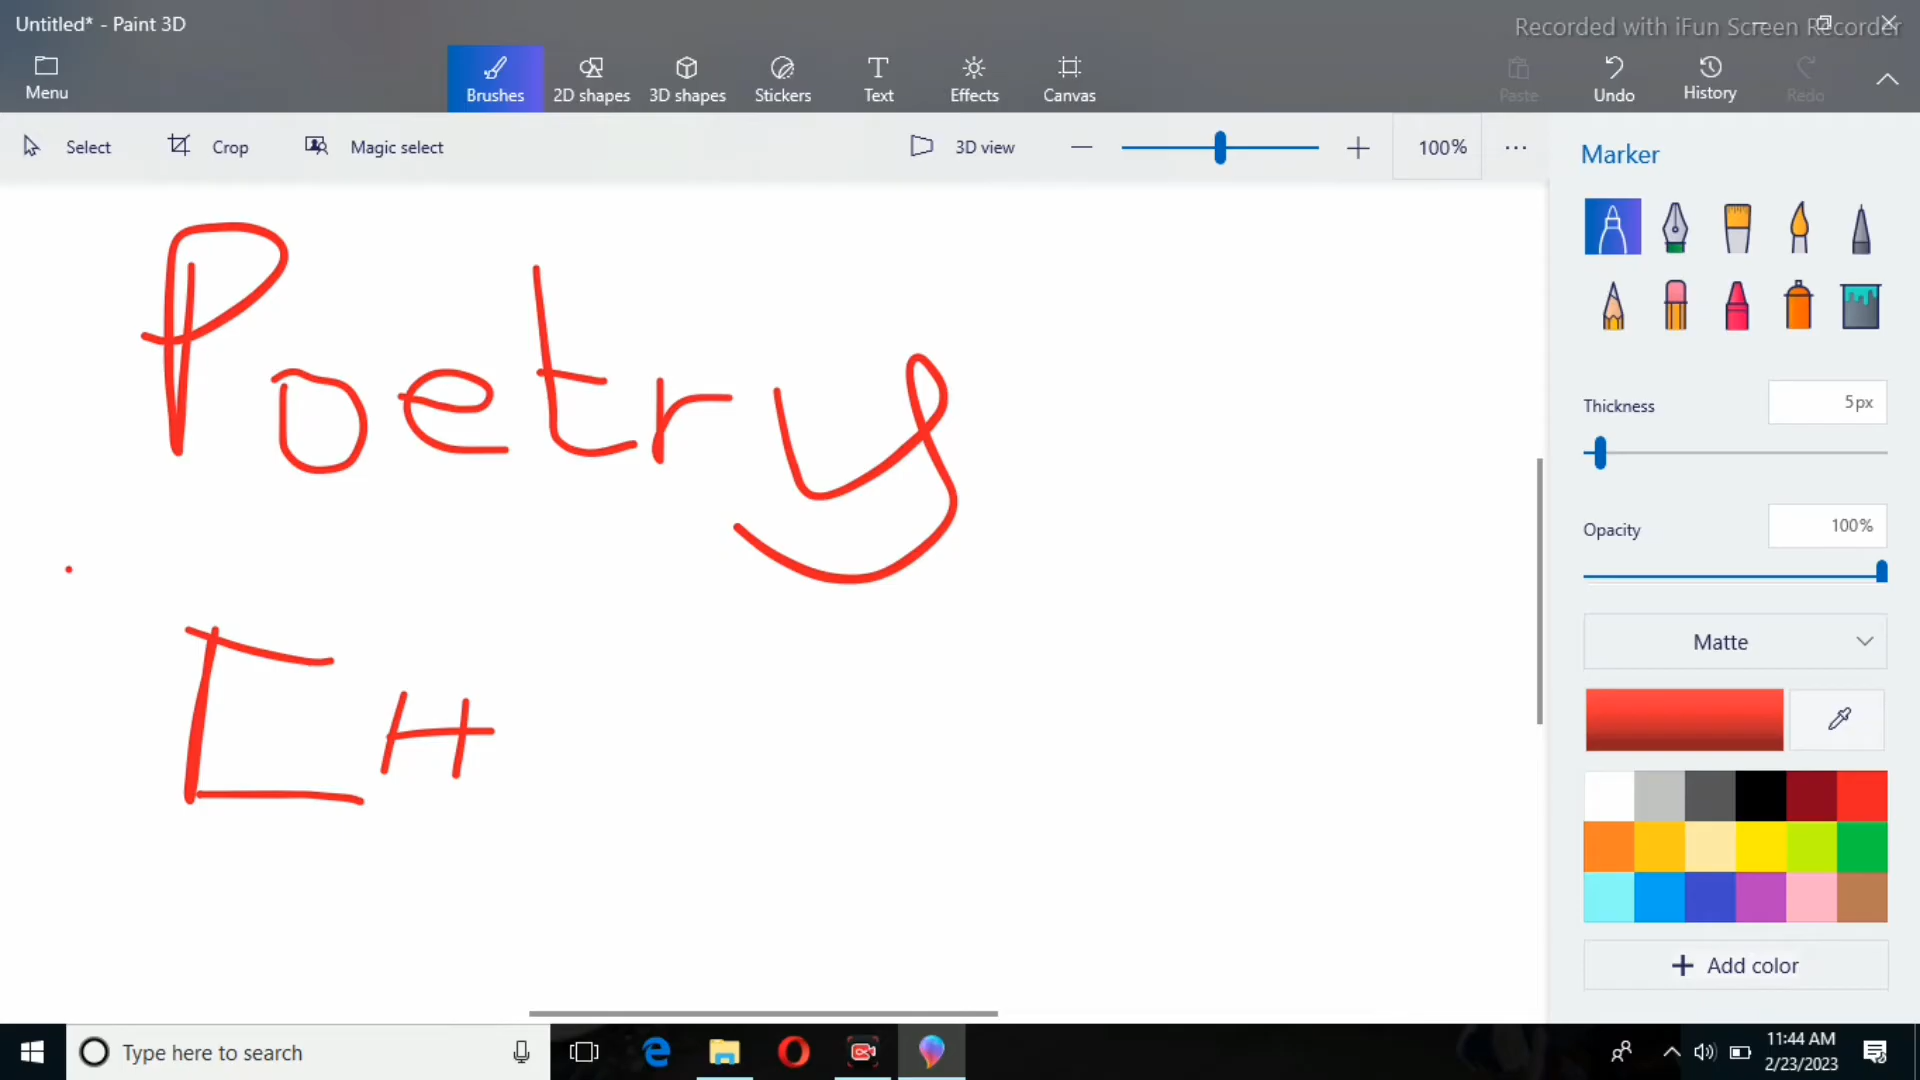 Untitled* - Paint 3D
Recorded with iFun Screen Recorder
Menu
Brushes 2D shapes 3D shapes Stickers Text Effects Canvas Paste Undo History Redo
Select Crop Magic select 3D view 100% ...
Marker
Poetry
Thickness 5px
Opacity 100%
Matte
Add color
Type here to search
11:44 AM
2/23/2023